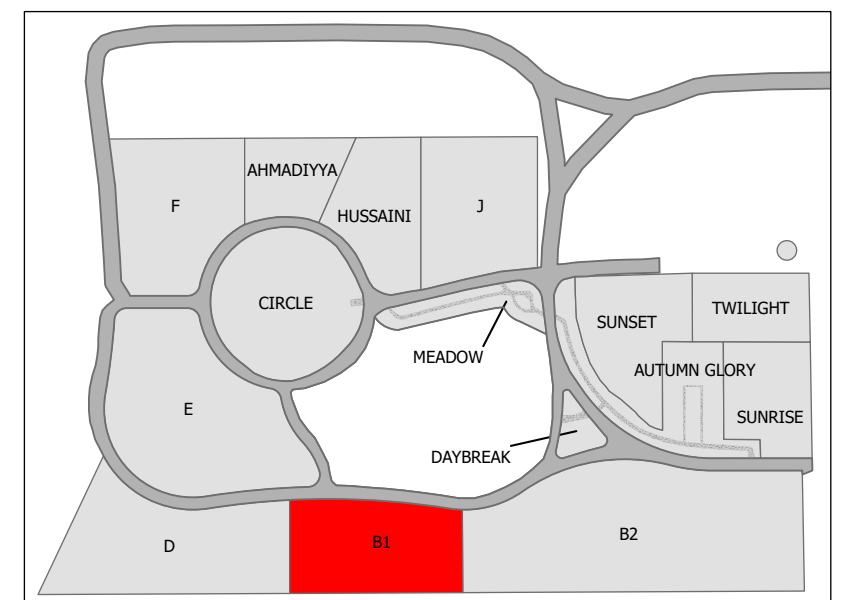 AHMADIYYA
F
HUSSAINI
J
CIRCLE
TWILIGHT
SUNSET
MEADOW
AUTUMN GLORY
E
SUNRISE
DAYBREAK
D
B1
B2